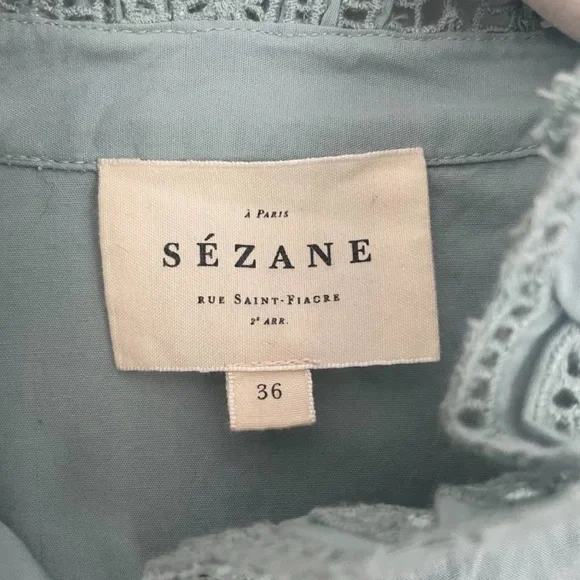 À PARIS
SÉZANE
RUE SAINT-FIACRE
2ᵉ ARR.
36